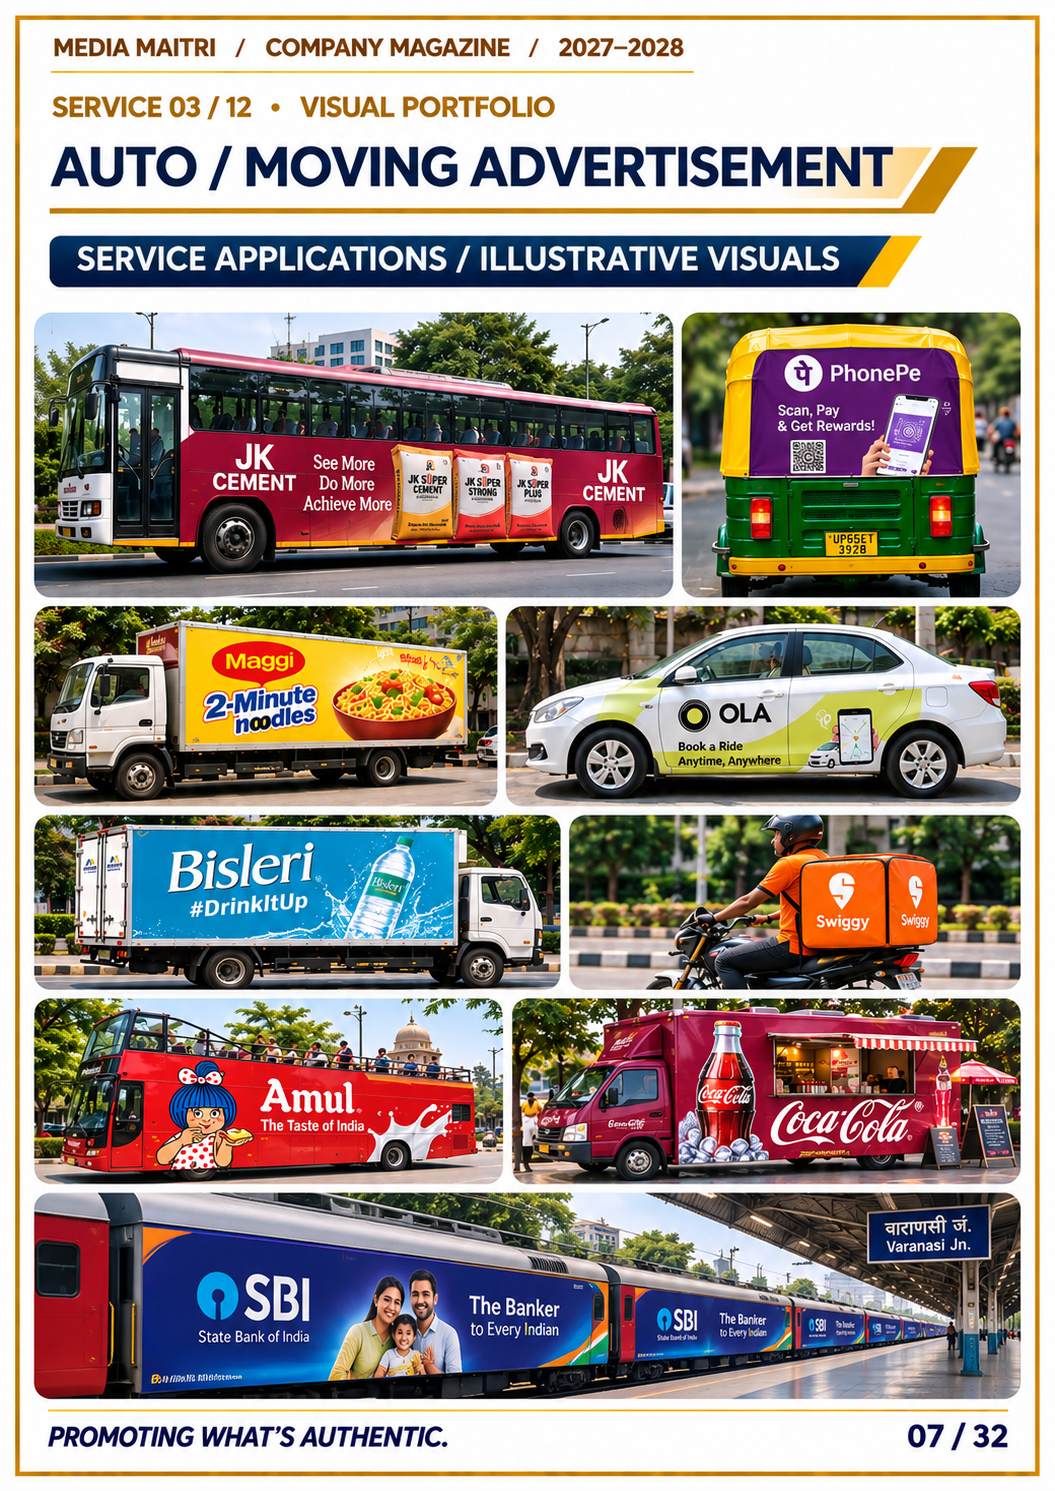 MEDIA MAITRI / COMPANY MAGAZINE / 2027–2028
SERVICE 03 / 12 • VISUAL PORTFOLIO
AUTO / MOVING ADVERTISEMENT
SERVICE APPLICATIONS / ILLUSTRATIVE VISUALS
JK
CEMENT
See More
Do More
Achieve More
JK SUPER
CEMENT
JK SUPER
STRONG
JK SUPER
PLUS
JK
CEMENT
पे PhonePe
Scan, Pay
& Get Rewards!
UP65ET
3928
Maggi
2-Minute
noodles
OLA
Book a Ride
Anytime, Anywhere
Bisleri
#DrinkItUp
Bisleri
Swiggy
Swiggy
Amul
The Taste of India
Coca-Cola
Coca-Cola
SBI
State Bank of India
The Banker
to Every Indian
SBI
State Bank of India
The Banker
to Every Indian
SBI
वाराणसी जं.
Varanasi Jn.
PROMOTING WHAT'S AUTHENTIC.
07 / 32